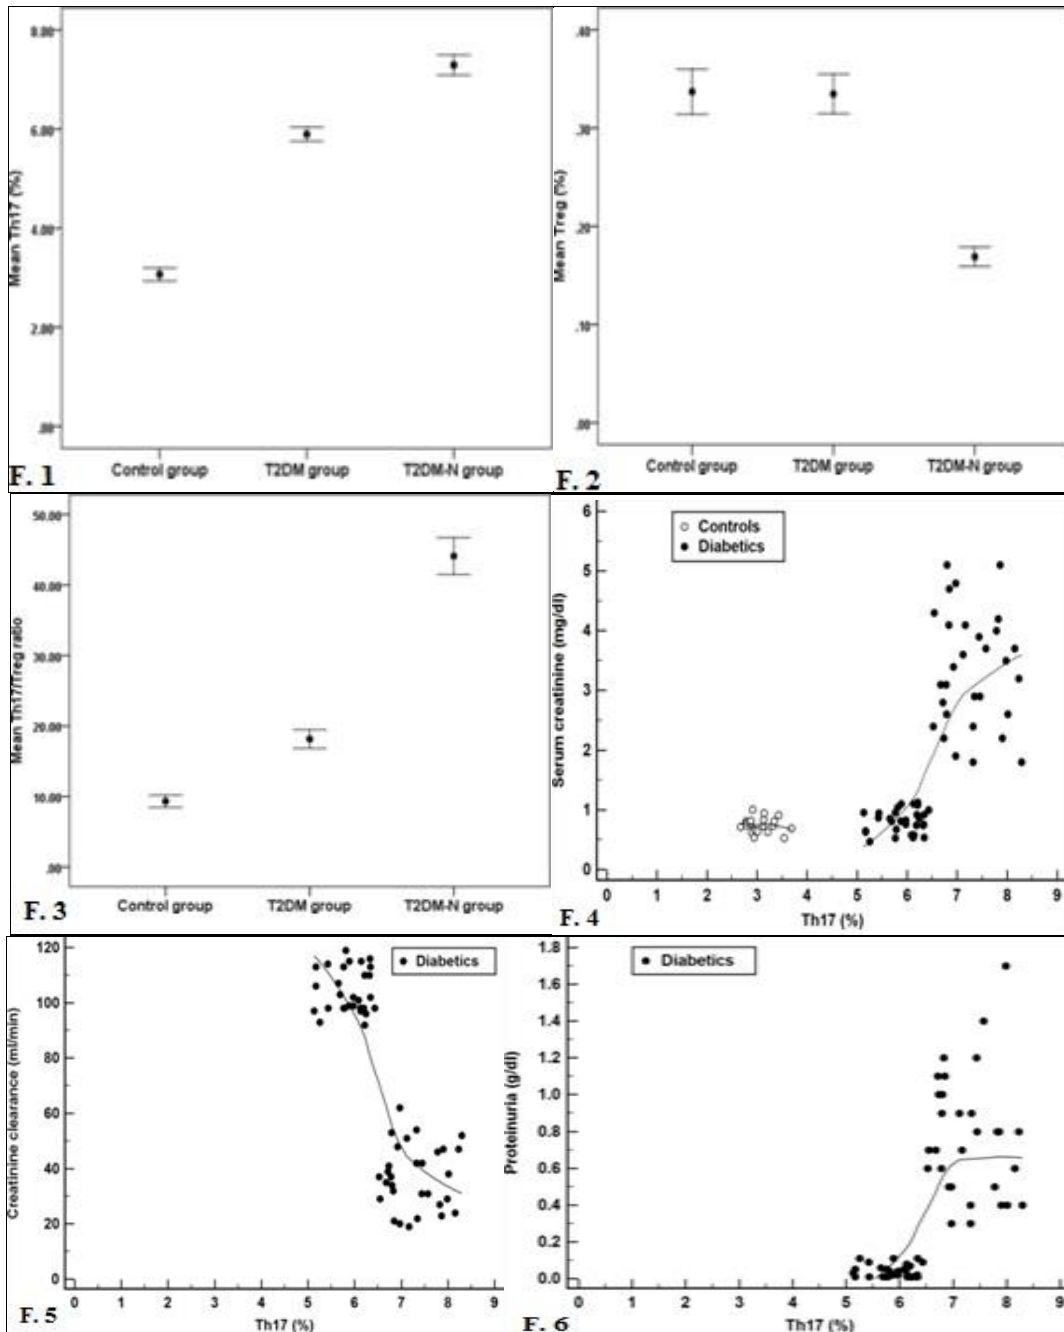 8.00
6.00
4.00
2.00
.00
Mean Th17 (%)
Control group T2DM group T2DM-N group
F. 1
.40
.30
.20
.10
.00
Mean Treg (%)
Control group T2DM group T2DM-N group
F. 2
50.00
40.00
30.00
20.00
10.00
.00
Mean Th17/Treg ratio
Control group T2DM group T2DM-N group
F. 3
6
5
4
3
2
1
0
Serum creatinine (mg/dl)
Controls
Diabetics
0 1 2 3 4 5 6 7 8 9
Th17 (%)
F. 4
120
100
80
60
40
20
0
Creatinine clearance (ml/min)
Diabetics
0 1 2 3 4 5 6 7 8 9
Th17 (%)
F. 5
1.8
1.6
1.4
1.2
1.0
0.8
0.6
0.4
0.2
0.0
Proteinuria (g/dl)
Diabetics
0 1 2 3 4 5 6 7 8 9
Th17 (%)
F. 6